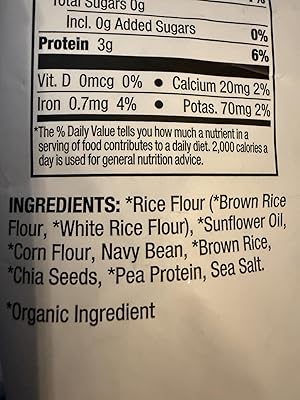 Total Sugars 0g
Incl. 0g Added Sugars 0%
Protein 3g 6%
Vit. D 0mcg 0% • Calcium 20mg 2%
Iron 0.7mg 4% • Potas. 70mg 2%
*The % Daily Value tells you how much a nutrient in a
serving of food contributes to a daily diet. 2,000 calories a
day is used for general nutrition advice.
INGREDIENTS: *Rice Flour (*Brown Rice
Flour, *White Rice Flour), *Sunflower Oil,
*Corn Flour, Navy Bean, *Brown Rice,
*Chia Seeds, *Pea Protein, Sea Salt.
*Organic Ingredient